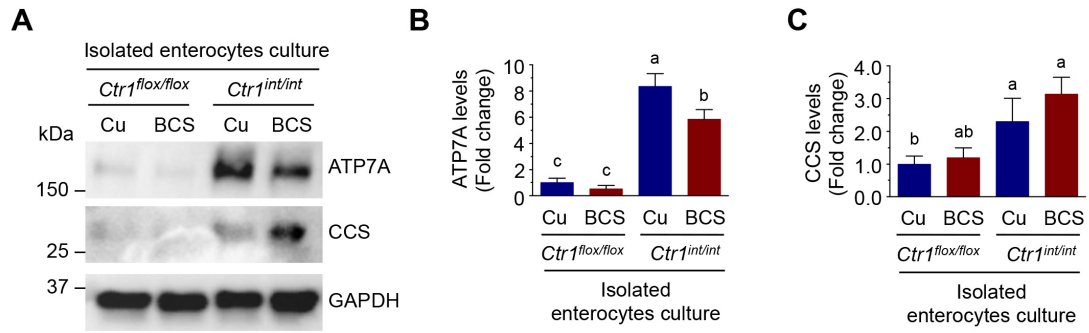 A
Isolated enterocytes culture
Ctr1flox/flox Ctr1int/int
kDa Cu BCS Cu BCS
ATP7A
150
CCS
25
37
GAPDH
B
ATP7A levels
(Fold change)
10
8
6
4
2
0
c c a b
Cu BCS Cu BCS
Ctr1flox/flox Ctr1int/int
Isolated
enterocytes culture
C
CCS levels
(Fold change)
4.0
3.0
2.0
1.0
0.0
b ab a a
Cu BCS Cu BCS
Ctr1flox/flox Ctr1int/int
Isolated
enterocytes culture